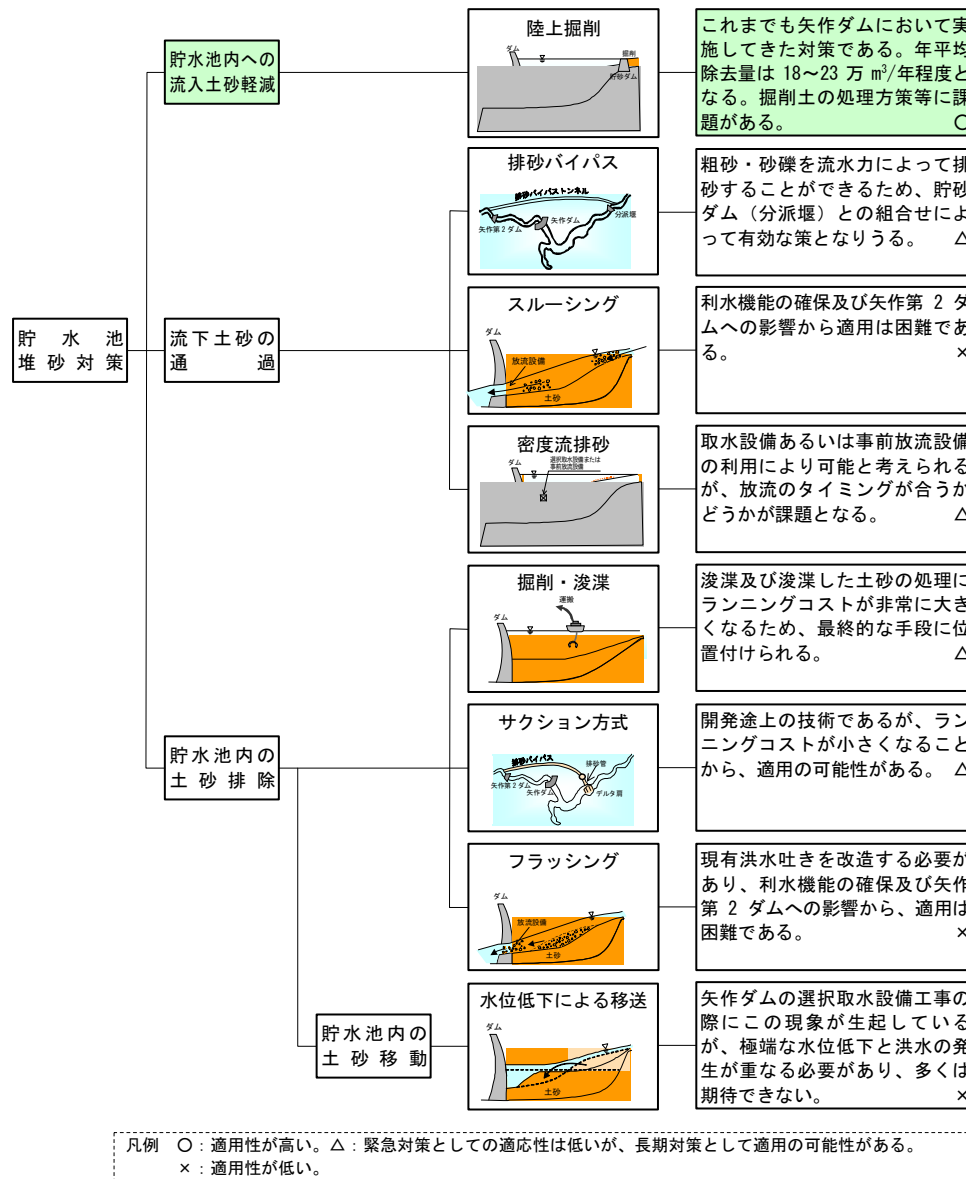 貯水池
堆砂対策
貯水池内への
流入土砂軽減
陸上掘削
ダム
掘削
貯砂ダム
これまでも矢作ダムにおいて実
施してきた対策である。年平均
除去量は 18～23 万 m³/年程度と
なる。掘削土の処理方策等に課
題がある。 ○
流下土砂の
通過
排砂バイパス
排砂バイパストンネル
矢作ダム
分派堰
矢作第2ダム
粗砂・砂礫を流水力によって排
砂することができるため、貯砂
ダム（分派堰）との組合せによ
って有効な策となりうる。 △
スルーシング
ダム
放流設備
土砂
利水機能の確保及び矢作第 2 ダ
ムへの影響から適用は困難であ
る。 ×
密度流排砂
ダム
選択取水設備または
事前放流設備
取水設備あるいは事前放流設備
の利用により可能と考えられる
が、放流のタイミングが合うか
どうかが課題となる。 △
貯水池内の
土砂排除
掘削・浚渫
運搬
ダム
浚渫及び浚渫した土砂の処理に
ランニングコストが非常に大き
くなるため、最終的な手段に位
置付けられる。 △
サクション方式
排砂バイパス
排砂管
矢作第2ダム
矢作ダム
デルタ肩
開発途上の技術であるが、ラン
ニングコストが小さくなること
から、適用の可能性がある。 △
フラッシング
ダム
放流設備
土砂
現有洪水吐きを改造する必要が
あり、利水機能の確保及び矢作
第 2 ダムへの影響から、適用は
困難である。 ×
貯水池内の
土砂移動
水位低下による移送
ダム
土砂
矢作ダムの選択取水設備工事の
際にこの現象が生起している
が、極端な水位低下と洪水の発
生が重なる必要があり、多くは
期待できない。 ×
凡例 ○：適用性が高い。△：緊急対策としての適応性は低いが、長期対策として適用の可能性がある。
×：適用性が低い。